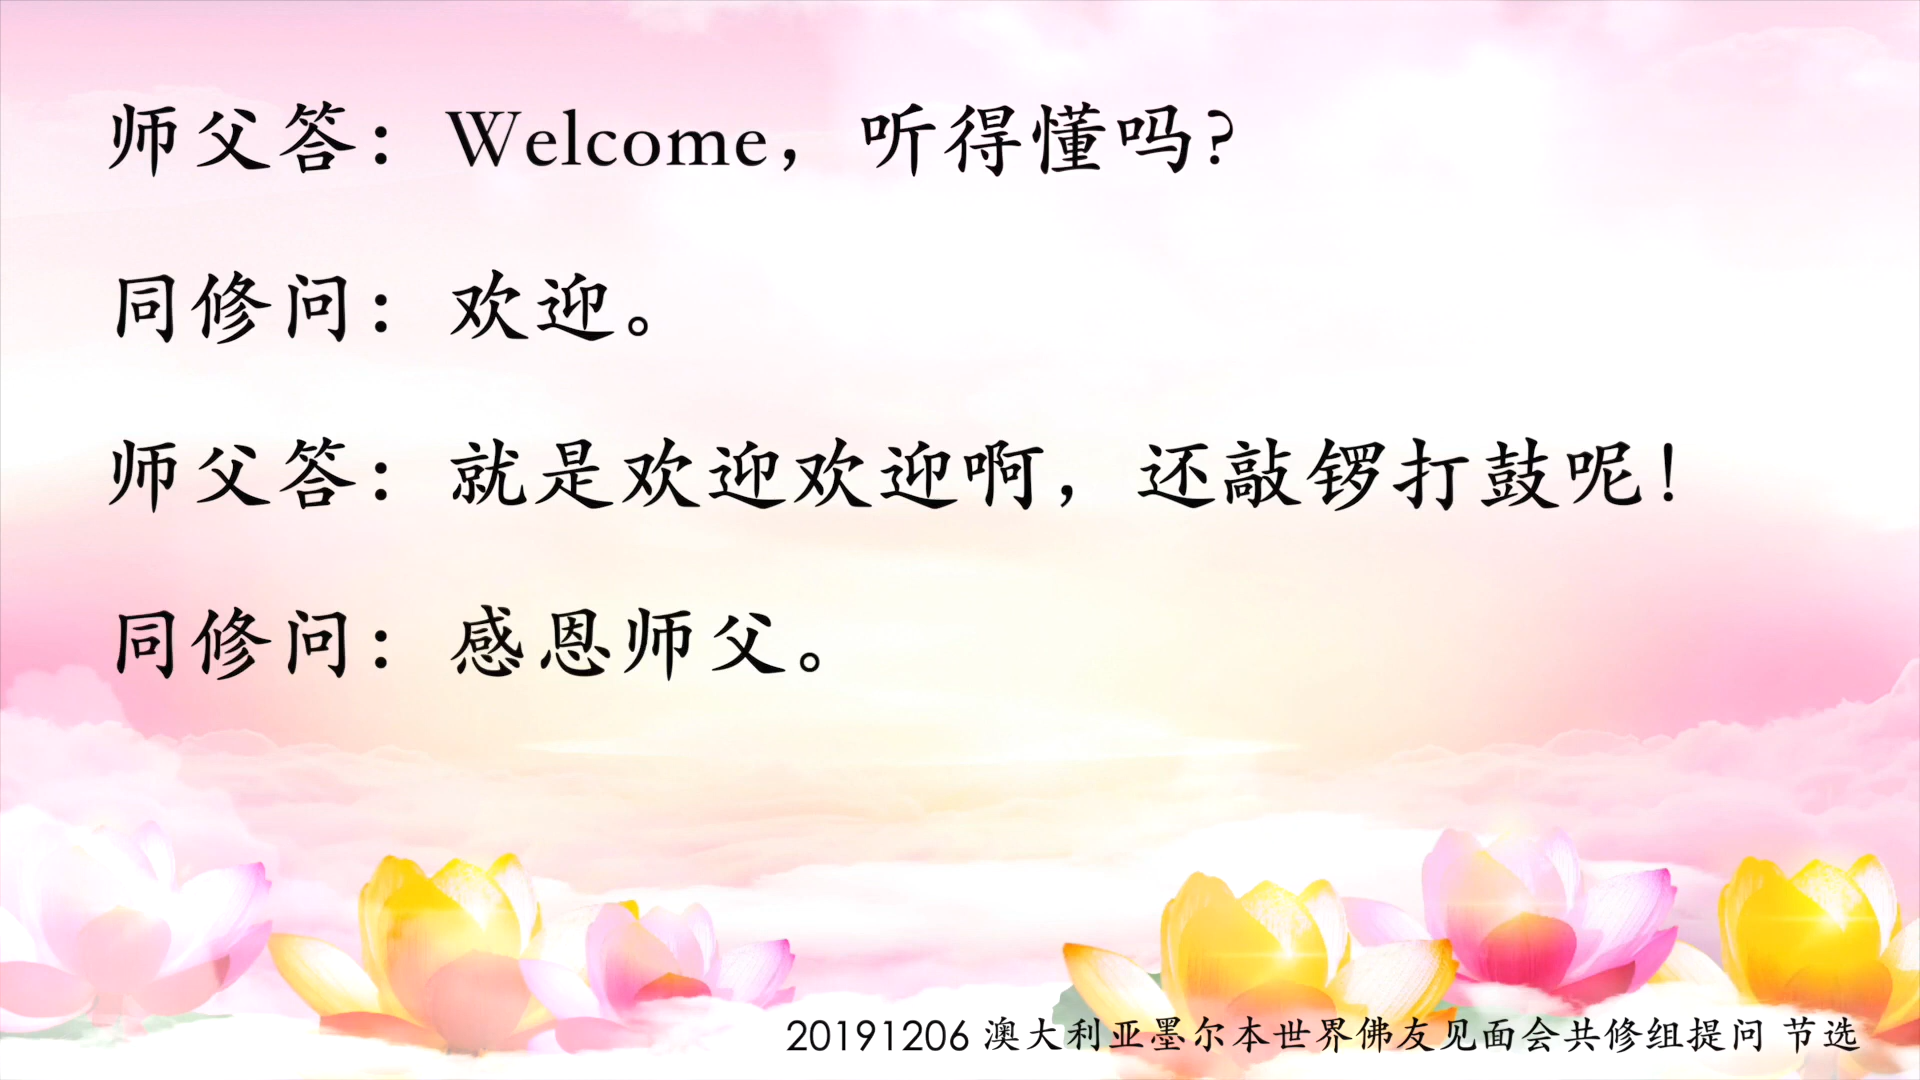 师父答：Welcome，听得懂吗？
同修问：欢迎。
师父答：就是欢迎欢迎啊，还敲锣打鼓呢！
同修问：感恩师父。
20191206 澳大利亚墨尔本世界佛友见面会共修组提问 节选